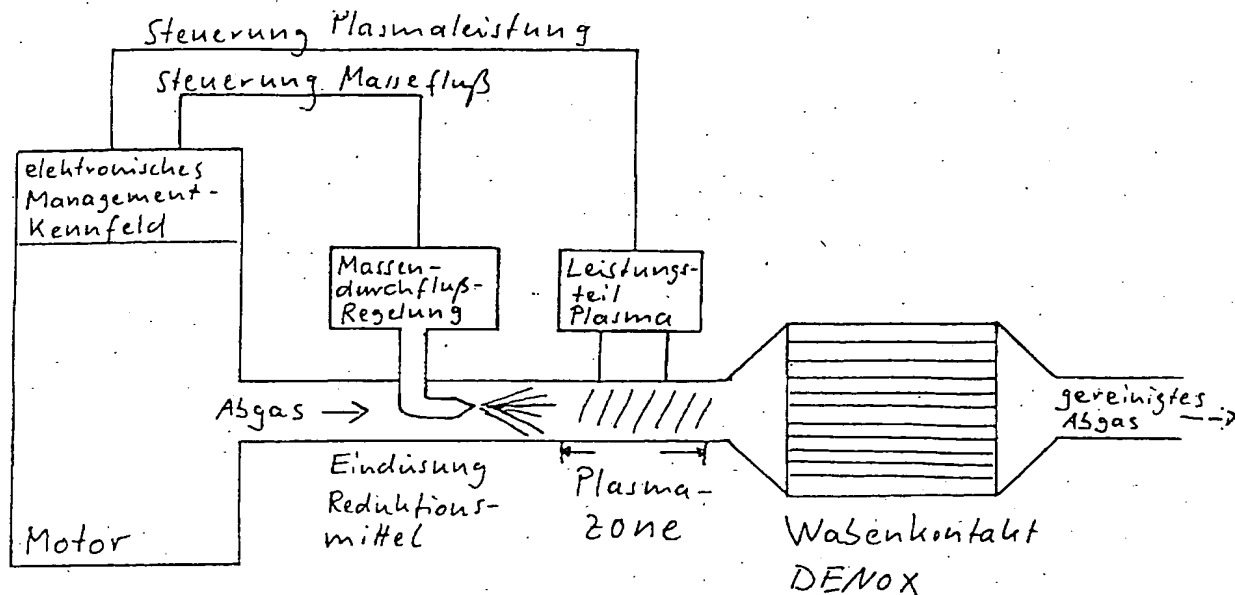 Steuerung Plasmaleistung
Steuerung Massefluß
elektronisches
Management-
Kennfeld
Massen-
durchfluß-
Regelung
Leistungs-
teil
Plasma
Abgas
gereinigtes
Abgas
Eindüsung
Reduktions-
mittel
Plasma-
zone
Motor
Wabenkontakt
DENOX